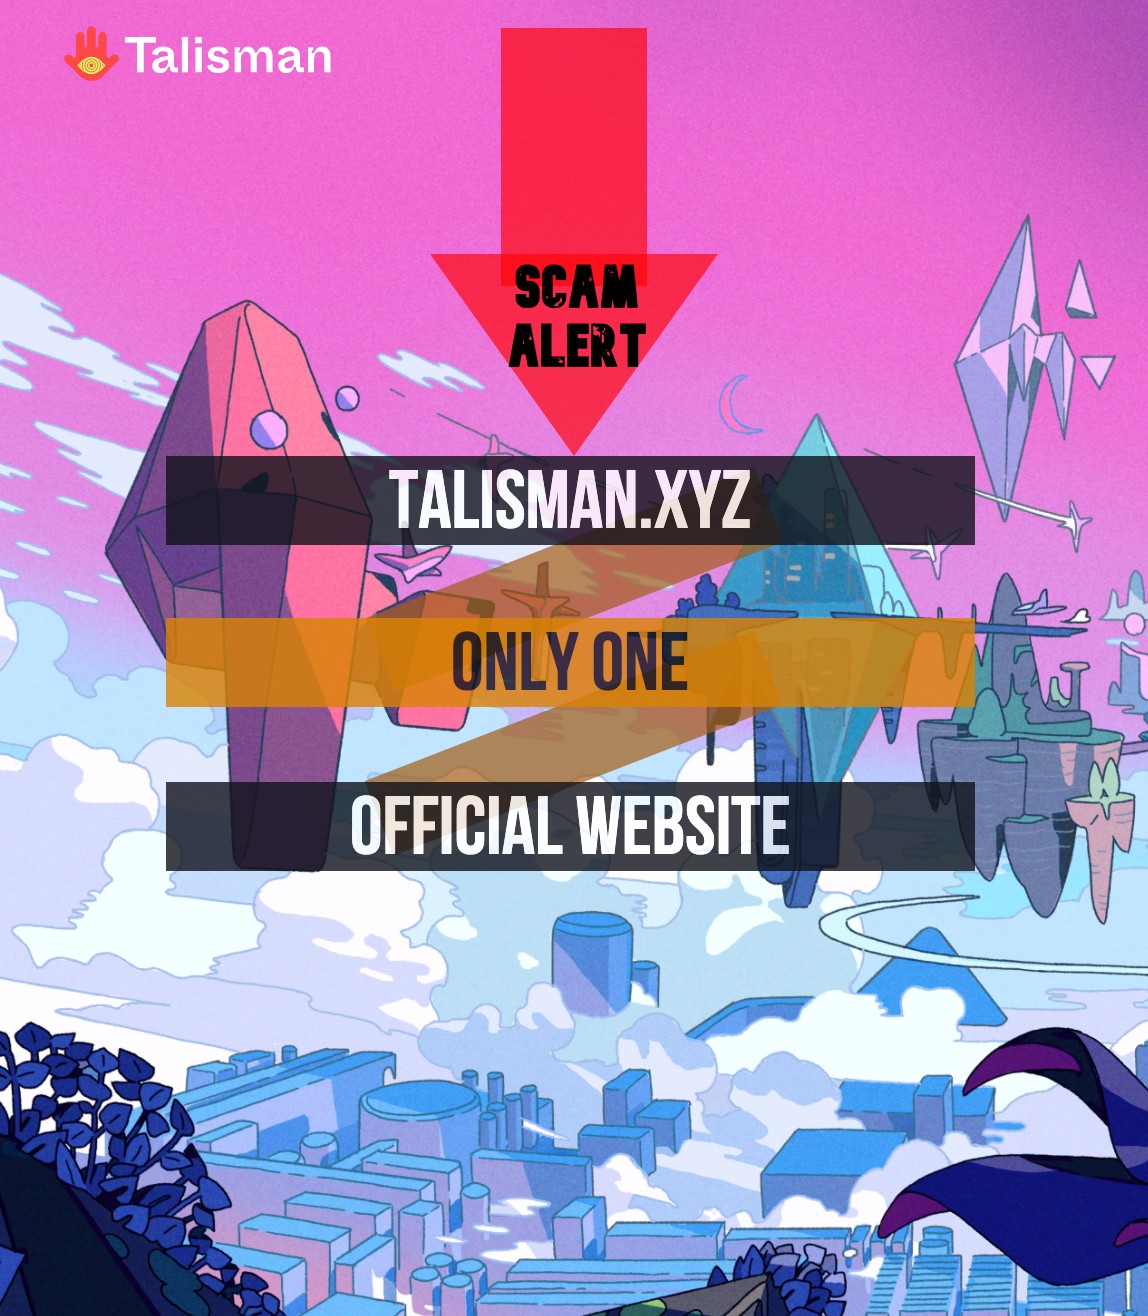 Talisman
SCAM
ALERT
TALISMAN.XYZ
ONLY ONE
OFFICIAL WEBSITE